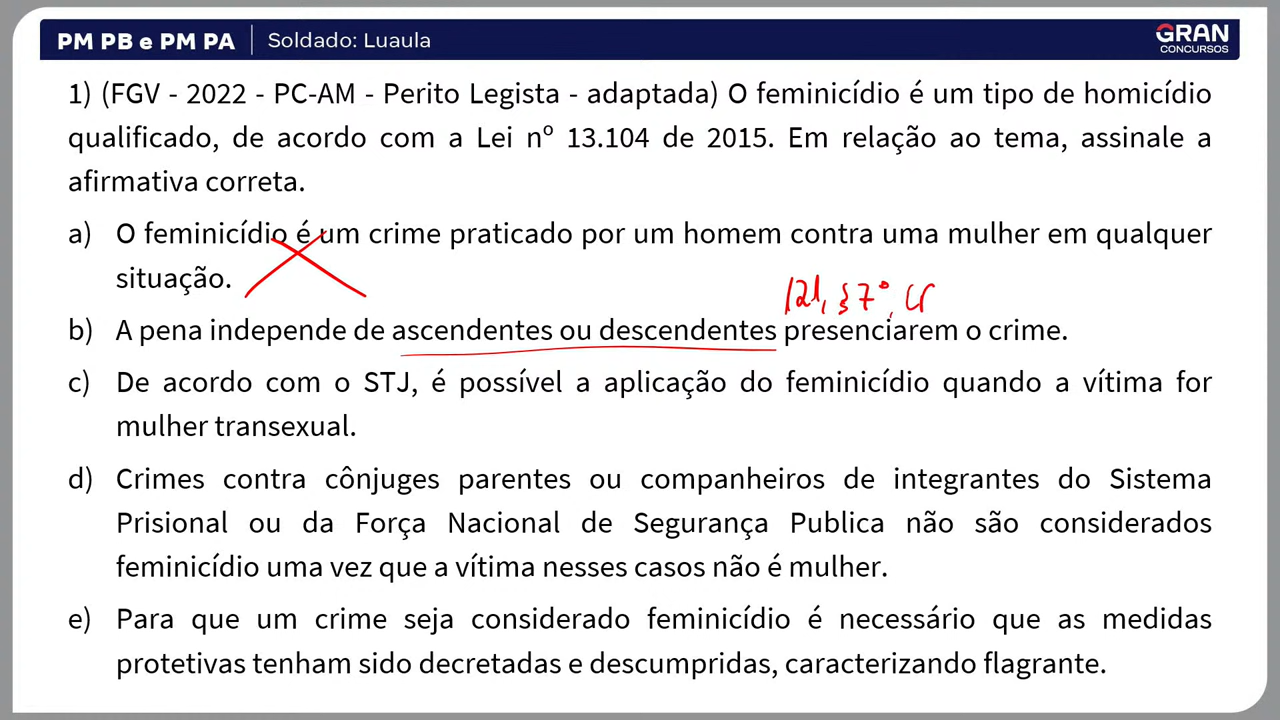 PM PB e PM PA | Soldado: Luaula
GRAN
CONCURSOS
1) (FGV - 2022 - PC-AM - Perito Legista - adaptada) O feminicídio é um tipo de homicídio
qualificado, de acordo com a Lei nº 13.104 de 2015. Em relação ao tema, assinale a
afirmativa correta.
a) O feminicídio é um crime praticado por um homem contra uma mulher em qualquer
situação.
121, §7º, CP
b) A pena independe de ascendentes ou descendentes presenciarem o crime.
c) De acordo com o STJ, é possível a aplicação do feminicídio quando a vítima for
mulher transexual.
d) Crimes contra cônjuges parentes ou companheiros de integrantes do Sistema
Prisional ou da Força Nacional de Segurança Publica não são considerados
feminicídio uma vez que a vítima nesses casos não é mulher.
e) Para que um crime seja considerado feminicídio é necessário que as medidas
protetivas tenham sido decretadas e descumpridas, caracterizando flagrante.